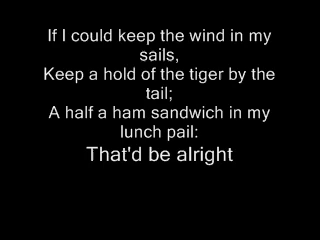 If I could keep the wind in my
sails,
Keep a hold of the tiger by the
tail;
A half a ham sandwich in my
lunch pail:
That'd be alright